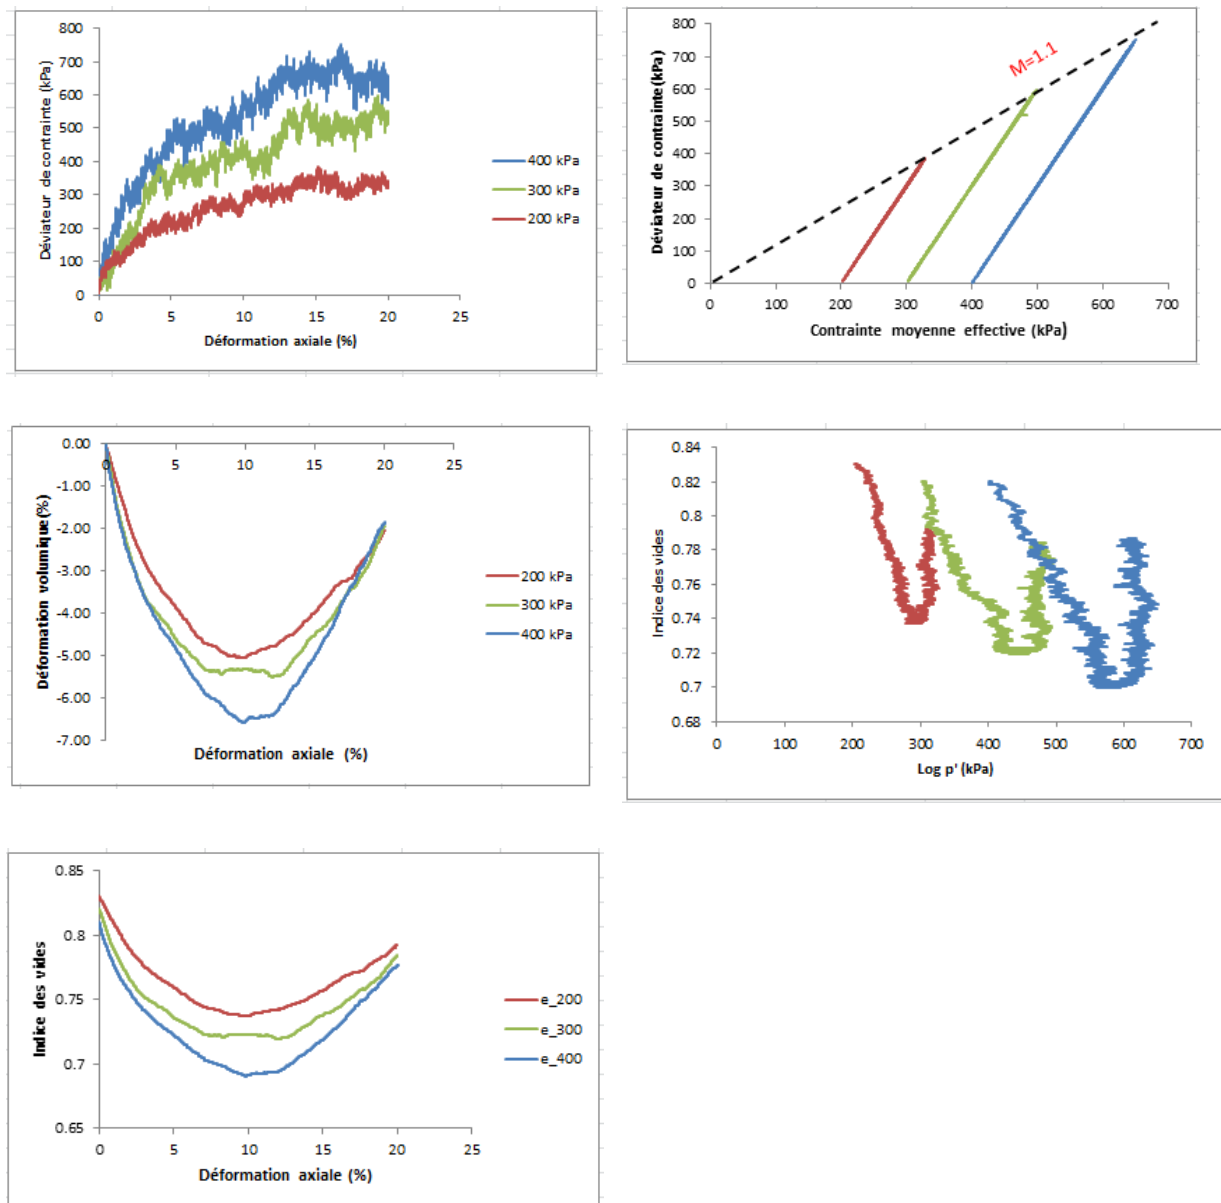 Déviateur de contrainte (kPa)
800
700
600
500
400
300
200
100
0
0 5 10 15 20 25
Déformation axiale (%)
400 kPa
300 kPa
200 kPa
Déviateur de contrainte(kPa)
800
700
600
500
400
300
200
100
0
M=1.1
0 100 200 300 400 500 600 700
Contrainte moyenne effective (kPa)
Déformation volumique(%)
0.00
-1.00
-2.00
-3.00
-4.00
-5.00
-6.00
-7.00
0 5 10 15 20 25
Déformation axiale (%)
200 kPa
300 kPa
400 kPa
Indice des vides
0.84
0.82
0.8
0.78
0.76
0.74
0.72
0.7
0.68
0 100 200 300 400 500 600 700
Log p' (kPa)
Indice des vides
0.85
0.8
0.75
0.7
0.65
0 5 10 15 20
Déformation axiale (%)
e_200
e_300
e_400